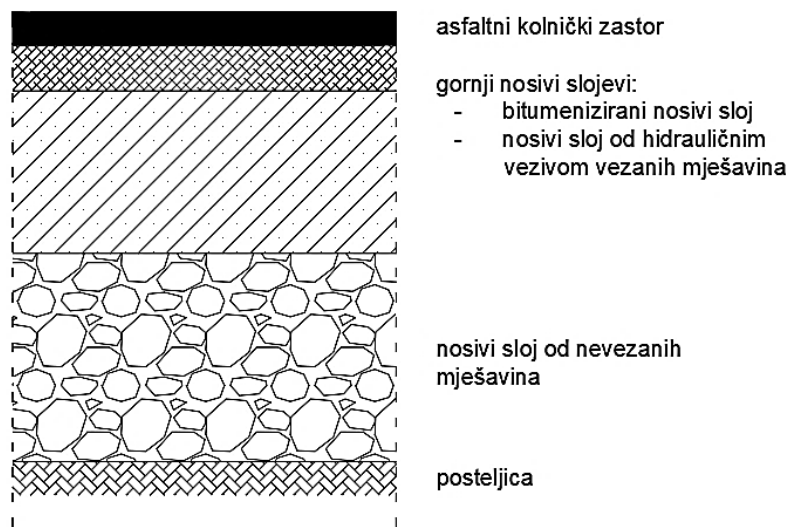 asfaltni kolnički zastor
gornji nosivi slojevi:
- bitumenizirani nosivi sloj
- nosivi sloj od hidrauličnim
vezivom vezanih mješavina
nosivi sloj od nevezanih
mješavina
posteljica